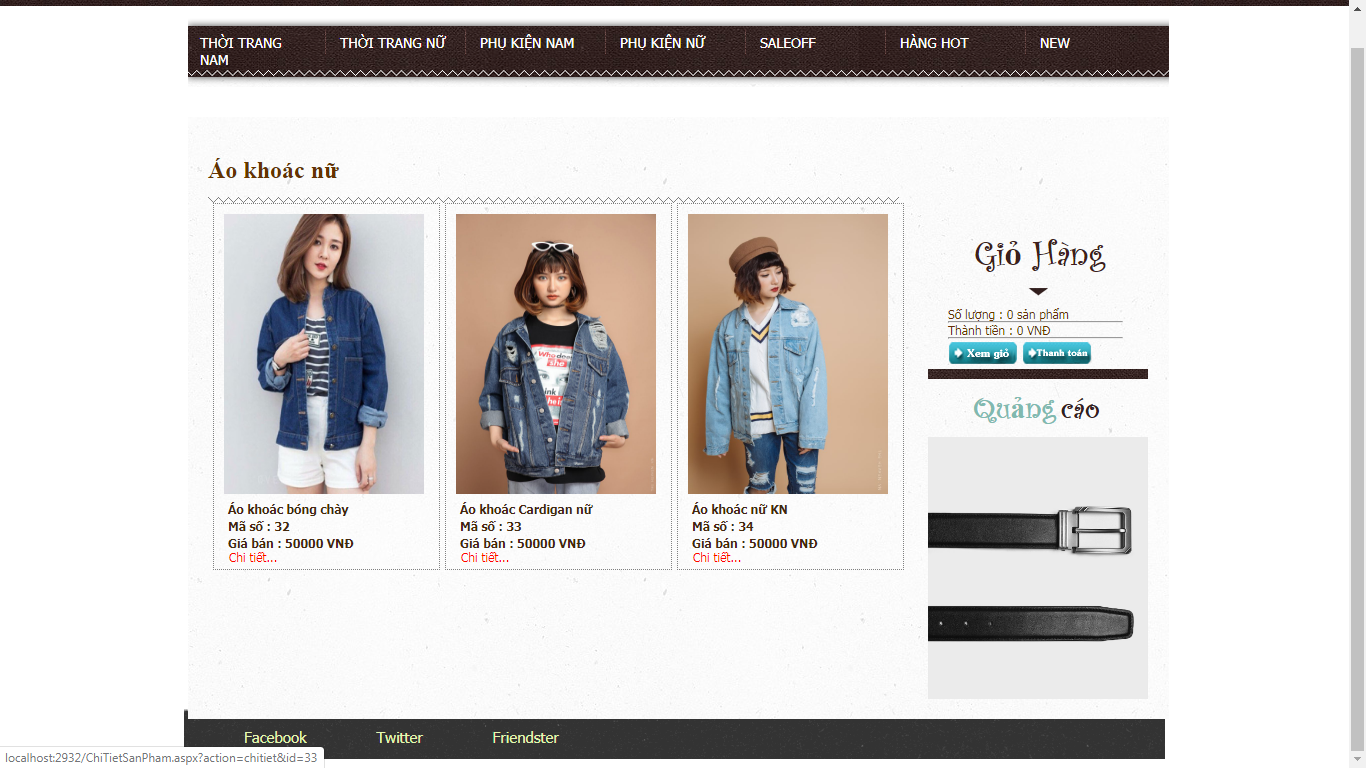 THỜI TRANG NAM
THỜI TRANG NỮ
PHỤ KIỆN NAM
PHỤ KIỆN NỮ
SALEOFF
HÀNG HOT
NEW
Áo khoác nữ
Áo khoác bóng chày
Mã số : 32
Giá bán : 50000 VNĐ
Chi tiết...
Áo khoác Cardigan nữ
Mã số : 33
Giá bán : 50000 VNĐ
Chi tiết...
Áo khoác nữ KN
Mã số : 34
Giá bán : 50000 VNĐ
Chi tiết...
Giỏ Hàng
Số lượng : 0 sản phẩm
Thành tiền : 0 VNĐ
Xem giỏ
Thanh toán
Quảng cáo
Facebook
Twitter
Friendster
localhost:2932/ChiTietSanPham.aspx?action=chitiet&id=33